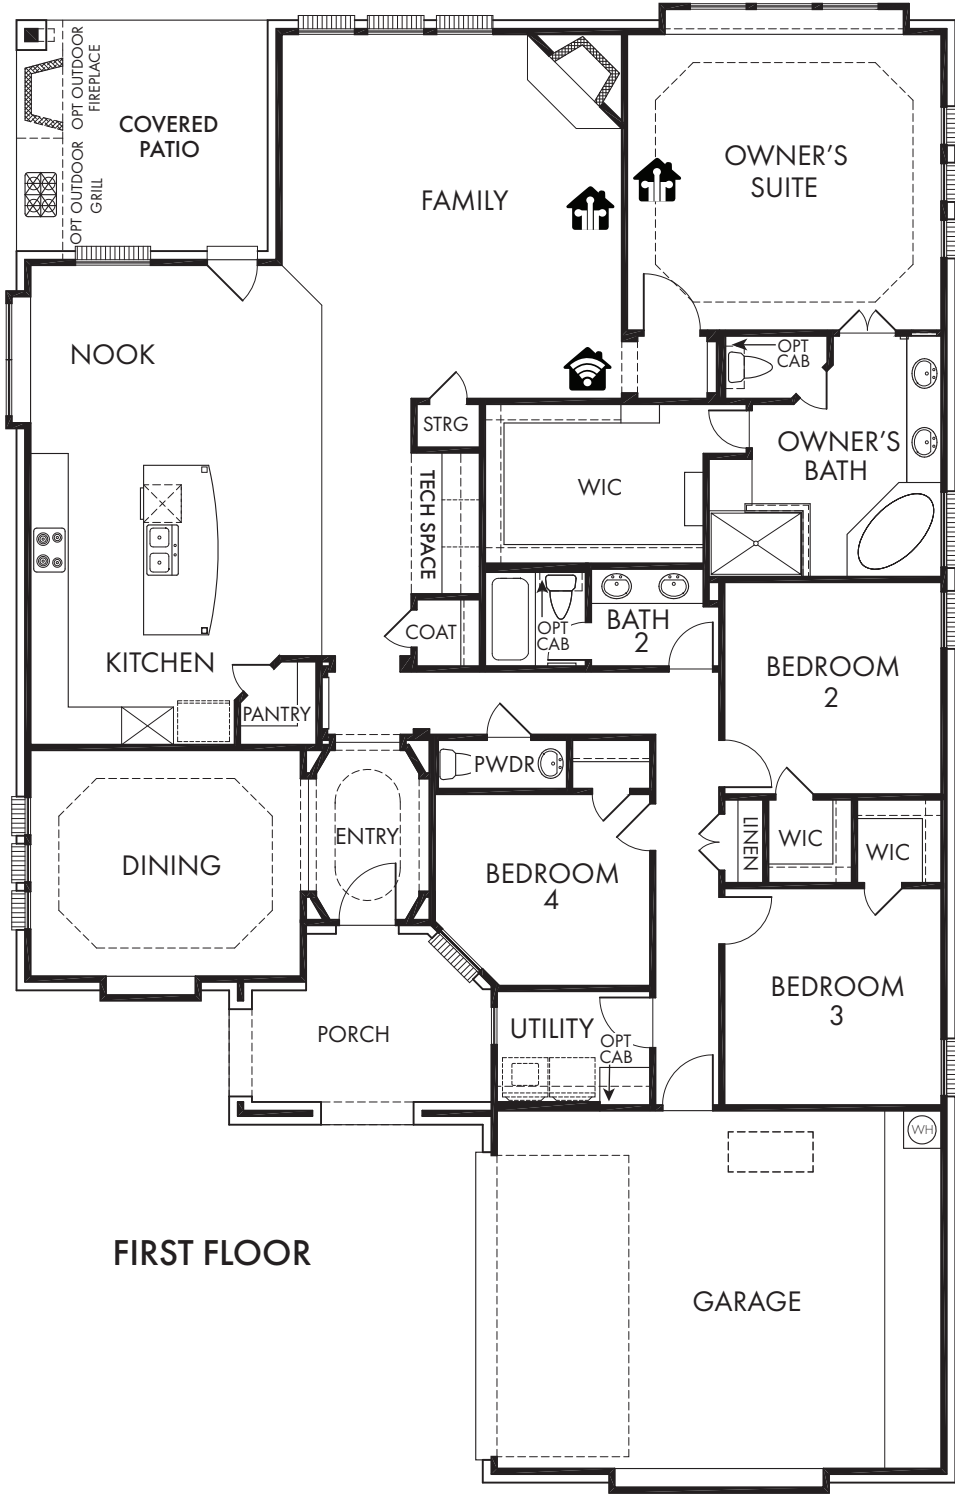 OPT OUTDOOR
FIREPLACE
COVERED
PATIO
OPT OUTDOOR
GRILL
FAMILY
OWNER'S
SUITE
NOOK
OPT
CAB
STRG
OWNER'S
BATH
TECH SPACE
WIC
COAT
OPT
CAB
BATH
2
KITCHEN
BEDROOM
2
PANTRY
PWDR
ENTRY
DINING
BEDROOM
4
LINEN
WIC
WIC
BEDROOM
3
PORCH
UTILITY
OPT
CAB
WH
FIRST FLOOR
GARAGE